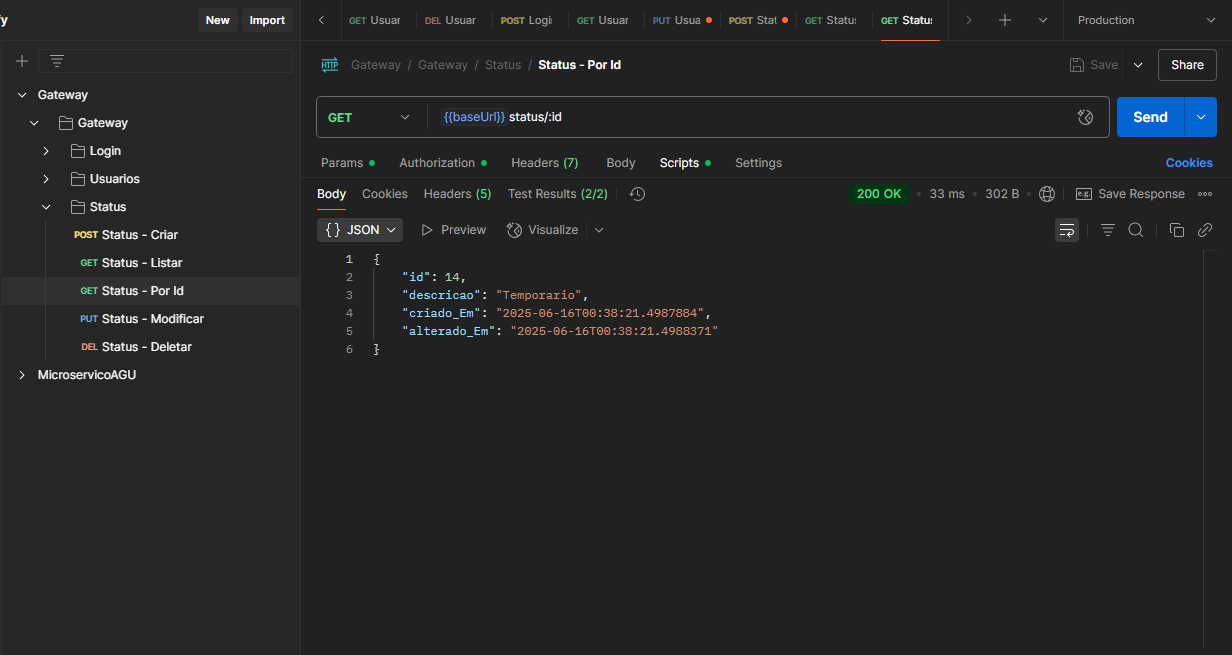 fy New Import
GET Usuar DEL Usuar POST Logi GET Usuar PUT Usua POST Stat GET Statu: GET Status Production
Gateway / Gateway / Status / Status - Por Id Save Share
Gateway
Gateway
Login
Usuarios
Status
POST Status - Criar
GET Status - Listar
GET Status - Por Id
PUT Status - Modificar
DEL Status - Deletar
MicroservicoAGU
HTTP
GET {{baseUrl}} status/:id Send
Params Authorization Headers (7) Body Scripts Settings Cookies
Body Cookies Headers (5) Test Results (2/2) 200 OK 33 ms 302 B e.g. Save Response
{} JSON Preview Visualize
1 {
2 "id": 14,
3 "descricao": "Temporario",
4 "criado_Em": "2025-06-16T00:38:21.4987884",
5 "alterado_Em": "2025-06-16T00:38:21.4988371"
6 }